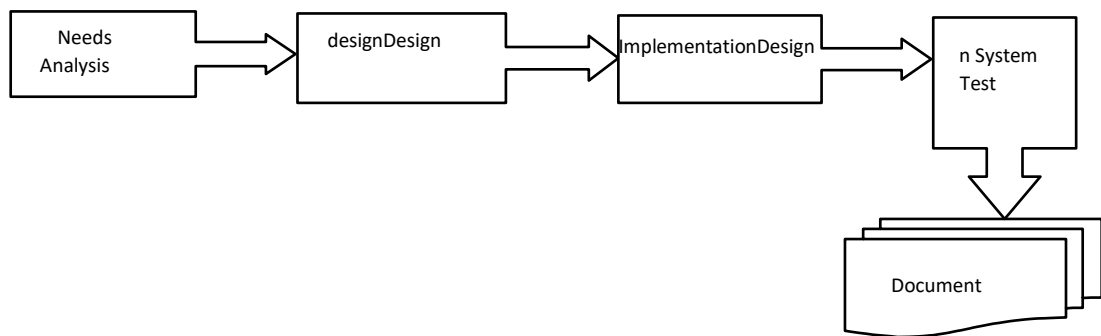 Needs
Analysis
designDesign
ImplementationDesign
n System
Test
Document